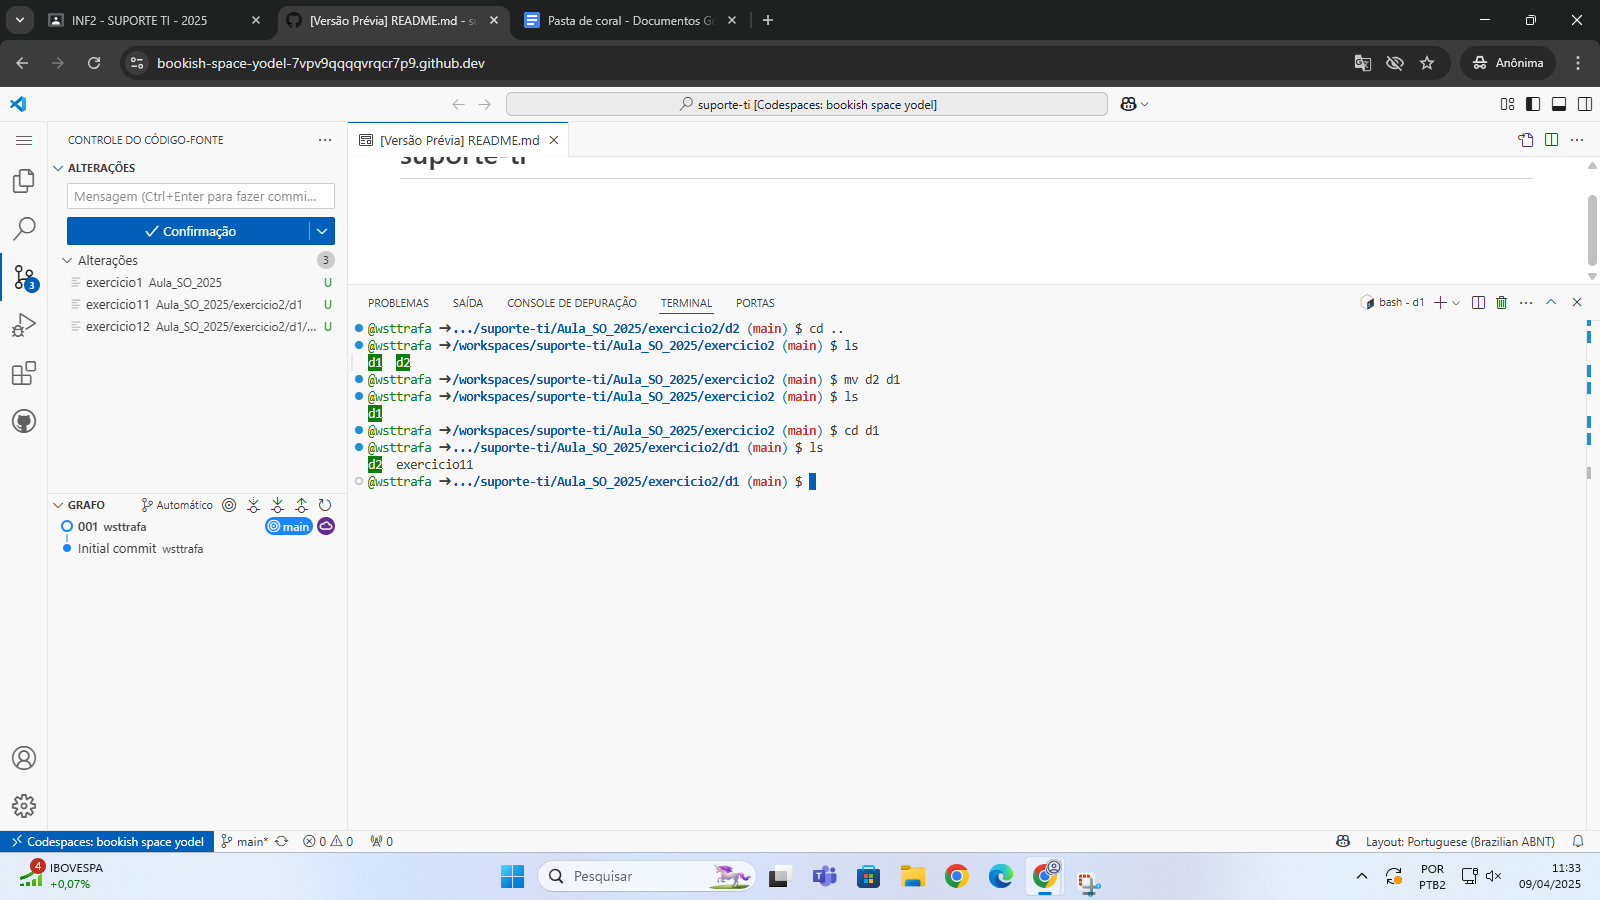 INF2 - SUPORTE TI - 2025
[Versão Prévia] README.md - su
Pasta de coral - Documentos Go
bookish-space-yodel-7vpv9qqqqvrqcr7p9.github.dev
Anônima
suporte-ti [Codespaces: bookish space yodel]
CONTROLE DO CÓDIGO-FONTE
ALTERAÇÕES
Mensagem (Ctrl+Enter para fazer commi...
Confirmação
Alterações 3
exercicio1 Aula_SO_2025 U
exercicio11 Aula_SO_2025/exercicio2/d1 U
exercicio12 Aula_SO_2025/exercicio2/d1/... U
3
GRAFO Automático
001 wsttrafa main
Initial commit wsttrafa
[Versão Prévia] README.md
suporte-ti
PROBLEMAS SAÍDA CONSOLE DE DEPURAÇÃO TERMINAL PORTAS
bash - d1
@wsttrafa ➜.../suporte-ti/Aula_SO_2025/exercicio2/d2 (main) $ cd ..
@wsttrafa ➜/workspaces/suporte-ti/Aula_SO_2025/exercicio2 (main) $ ls
d1 d2
@wsttrafa ➜/workspaces/suporte-ti/Aula_SO_2025/exercicio2 (main) $ mv d2 d1
@wsttrafa ➜/workspaces/suporte-ti/Aula_SO_2025/exercicio2 (main) $ ls
d1
@wsttrafa ➜/workspaces/suporte-ti/Aula_SO_2025/exercicio2 (main) $ cd d1
@wsttrafa ➜.../suporte-ti/Aula_SO_2025/exercicio2/d1 (main) $ ls
d2 exercicio11
@wsttrafa ➜.../suporte-ti/Aula_SO_2025/exercicio2/d1 (main) $
Codespaces: bookish space yodel main* 0 0 0
Layout: Portuguese (Brazilian ABNT)
4
IBOVESPA
+0,07%
Pesquisar
POR
PTB2
11:33
09/04/2025